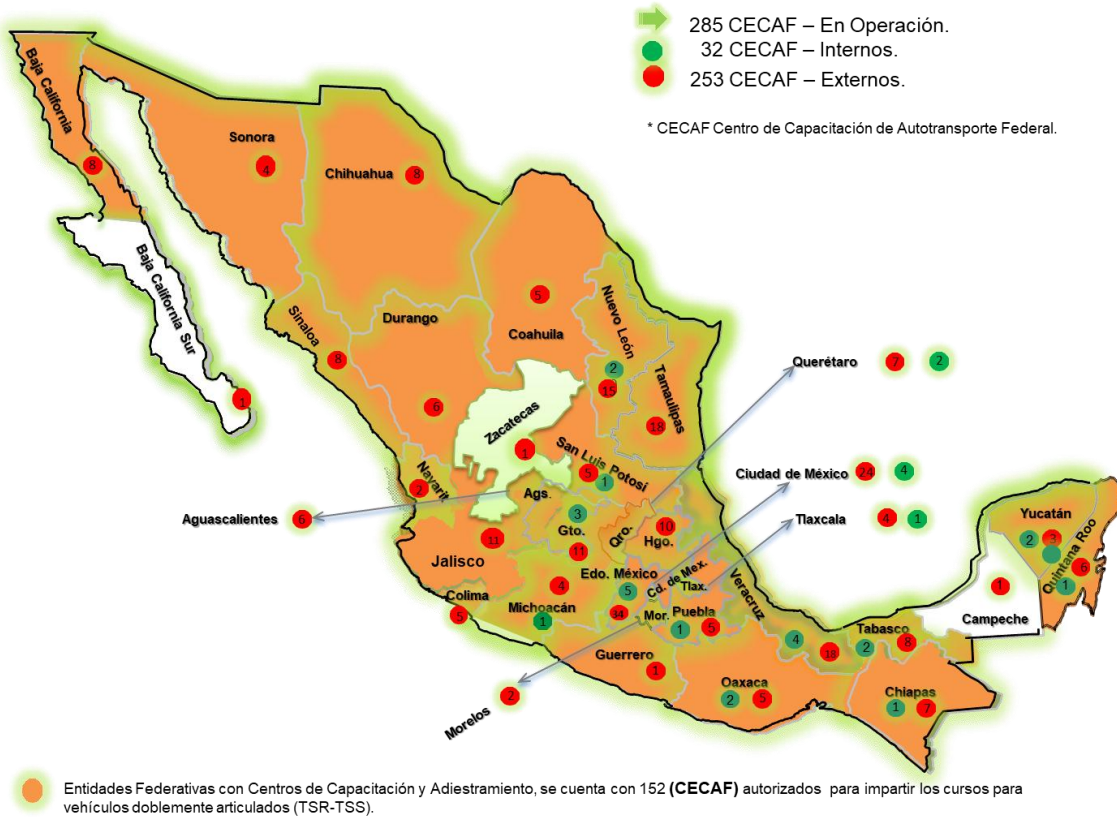 285 CECAF – En Operación.
32 CECAF – Internos.
253 CECAF – Externos.
* CECAF Centro de Capacitación de Autotransporte Federal.
Baja California
8
Sonora
4
Chihuahua
8
Baja California Sur
1
Sinaloa
8
Durango
6
Coahuila
5
Nuevo León
2
15
Tamaulipas
18
Zacatecas
1
San Luis Potosí
5
1
Nayarit
2
Ags.
Aguascalientes
6
Querétaro
7
2
Ciudad de México
24
4
Tlaxcala
4
1
Gto.
3
11
Qro.
Hgo.
10
Jalisco
11
Colima
5
Michoacán
4
1
Edo. México
5
34
Cd. de Mex.
Tlax.
Mor.
Puebla
1
5
Veracruz
4
18
Guerrero
1
Morelos
2
Oaxaca
2
5
Tabasco
2
8
Chiapas
1
7
Campeche
1
Yucatán
2
3
Quintana Roo
6
1
Entidades Federativas con Centros de Capacitación y Adiestramiento, se cuenta con 152 (CECAF) autorizados para impartir los cursos para
vehículos doblemente articulados (TSR-TSS).